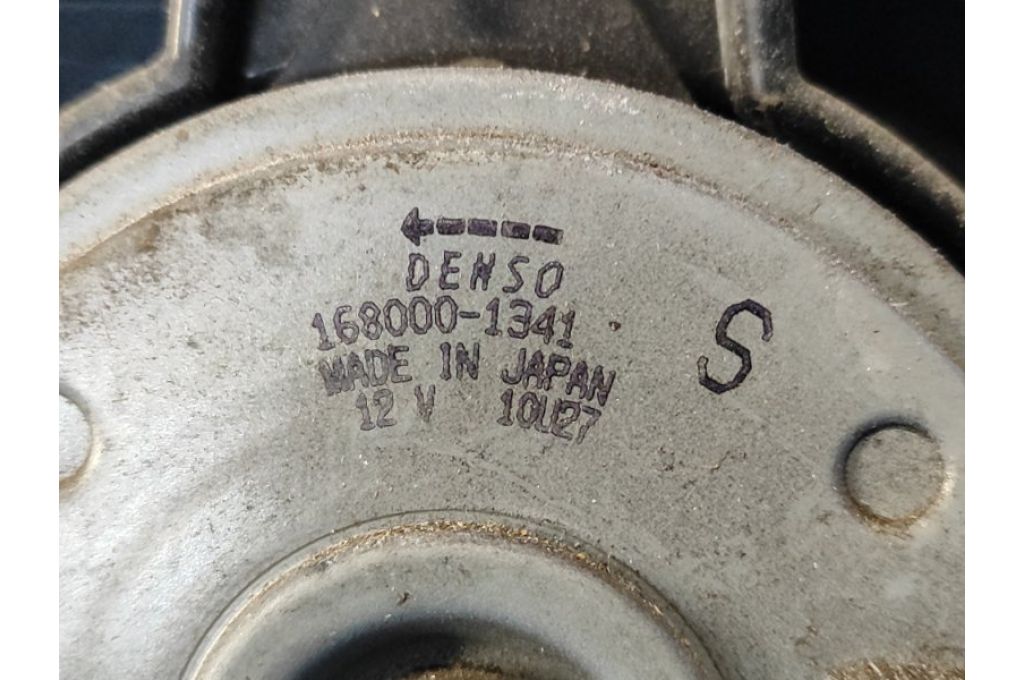 DENSO
168000-1341
MADE IN JAPAN
12 V 10U27
S